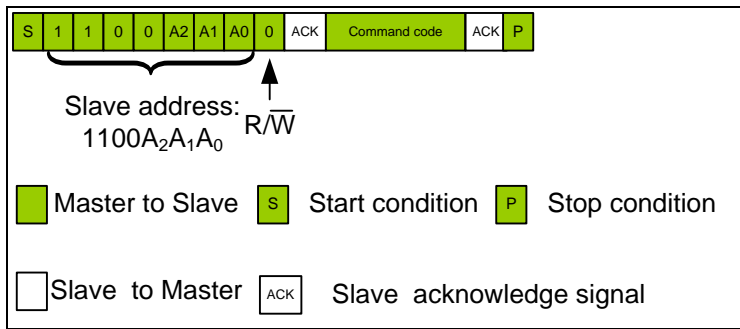 S 1 1 0 0 A2 A1 A0 0 ACK Command code ACK P
Slave address: R/W̅
1100A₂A₁A₀
Master to Slave S Start condition P Stop condition
Slave to Master ACK Slave acknowledge signal